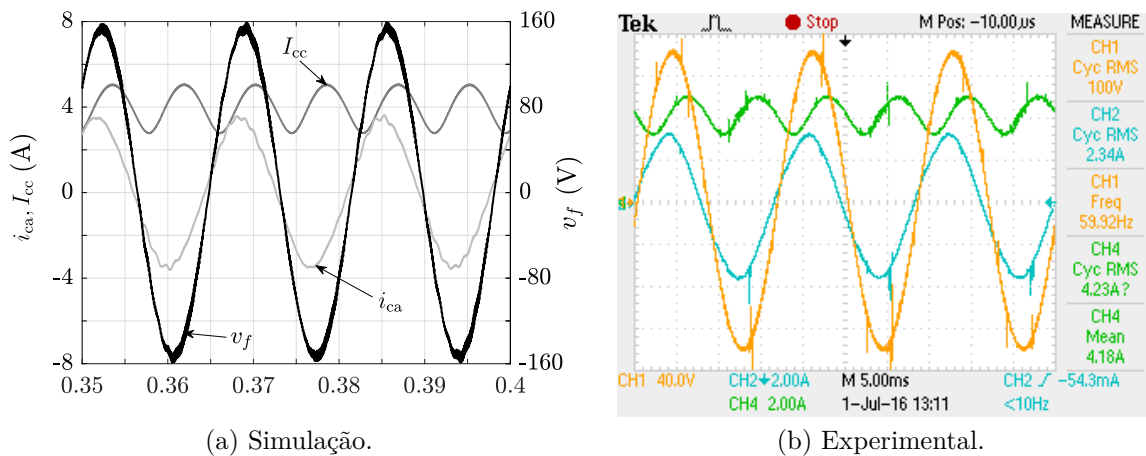 8
4
0
-4
-8
i_ca, I_cc (A)
160
80
0
-80
-160
v_f (V)
I_cc
i_ca
v_f
0.35 0.36 0.37 0.38 0.39 0.4
(a) Simulação.
Tek Stop M Pos: -10.00µs MEASURE
CH1
Cyc RMS
100V
CH2
Cyc RMS
2.34A
CH1
Freq
59.92Hz
CH4
Cyc RMS
4.23A?
CH4
Mean
4.18A
CH1 40.0V CH2 2.00A M 5.00ms CH2 -54.3mA
CH4 2.00A 1-Jul-16 13:11 <10Hz
(b) Experimental.